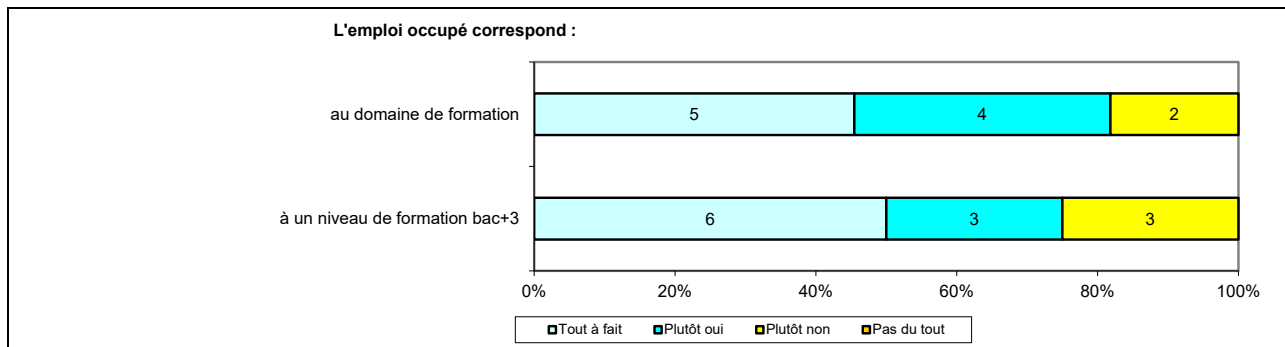 L'emploi occupé correspond :
au domaine de formation
5 4 2
à un niveau de formation bac+3
6 3 3
0% 20% 40% 60% 80% 100%
Tout à fait Plutôt oui Plutôt non Pas du tout